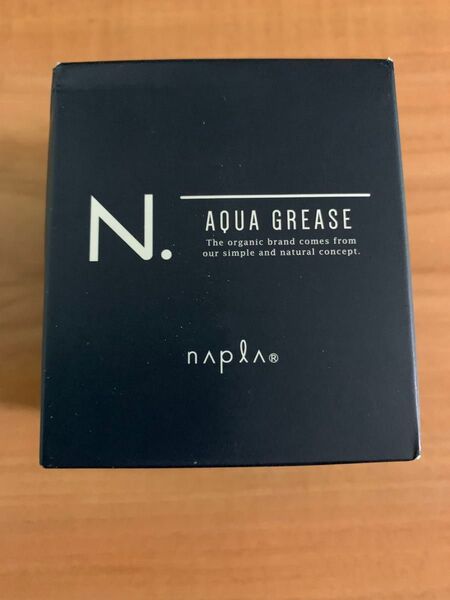 N.
AQUA GREASE
The organic brand comes from
our simple and natural concept.
napla®